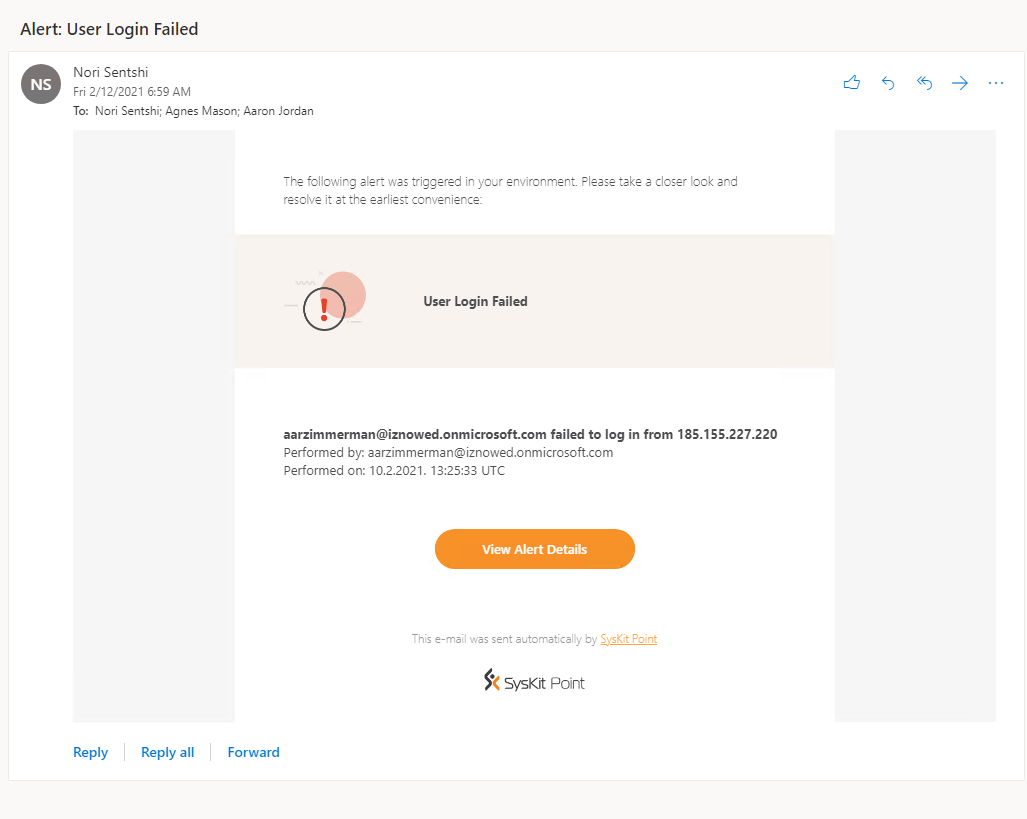 Alert: User Login Failed
NS
Nori Sentshi
Fri 2/12/2021 6:59 AM
To: Nori Sentshi; Agnes Mason; Aaron Jordan
The following alert was triggered in your environment. Please take a closer look and
resolve it at the earliest convenience:
User Login Failed
aarzimmerman@iznowed.onmicrosoft.com failed to log in from 185.155.227.220
Performed by: aarzimmerman@iznowed.onmicrosoft.com
Performed on: 10.2.2021. 13:25:33 UTC
View Alert Details
This e-mail was sent automatically by SysKit Point
SysKit Point
Reply Reply all Forward